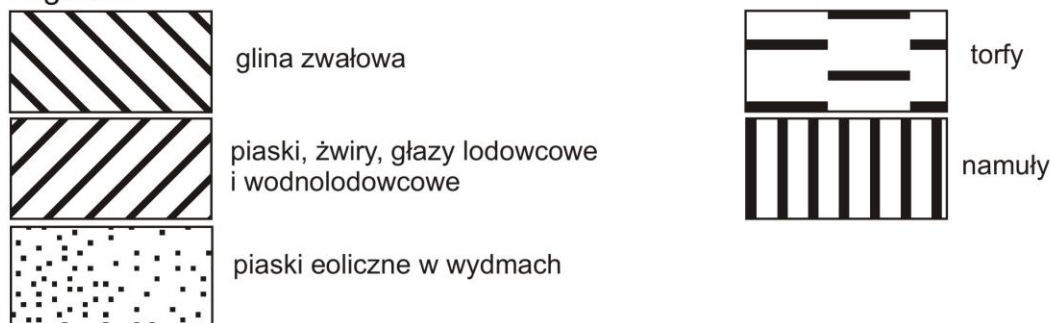 glina zwałowa
piaski, żwiry, głazy lodowcowe
i wodnolodowcowe
piaski eoliczne w wydmach
torfy
namuły